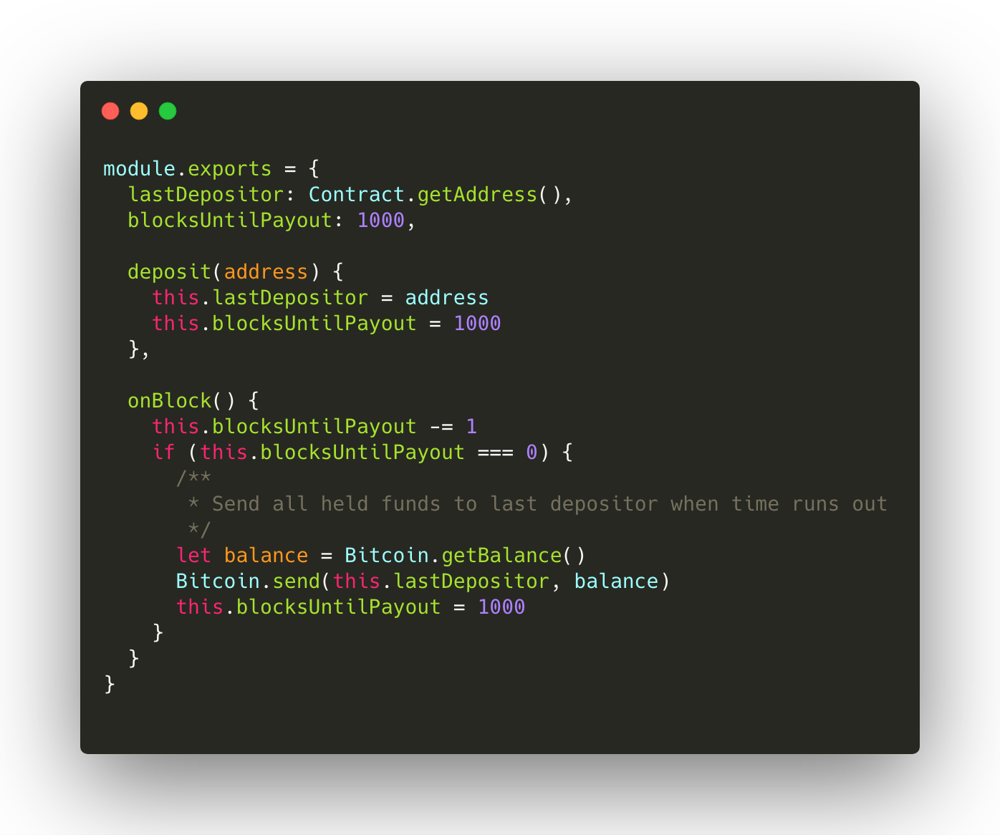 module.exports = {
  lastDepositor: Contract.getAddress(),
  blocksUntilPayout: 1000,

  deposit(address) {
    this.lastDepositor = address
    this.blocksUntilPayout = 1000
  },

  onBlock() {
    this.blocksUntilPayout -= 1
    if (this.blocksUntilPayout === 0) {
      /**
       * Send all held funds to last depositor when time runs out
       */
      let balance = Bitcoin.getBalance()
      Bitcoin.send(this.lastDepositor, balance)
      this.blocksUntilPayout = 1000
    }
  }
}